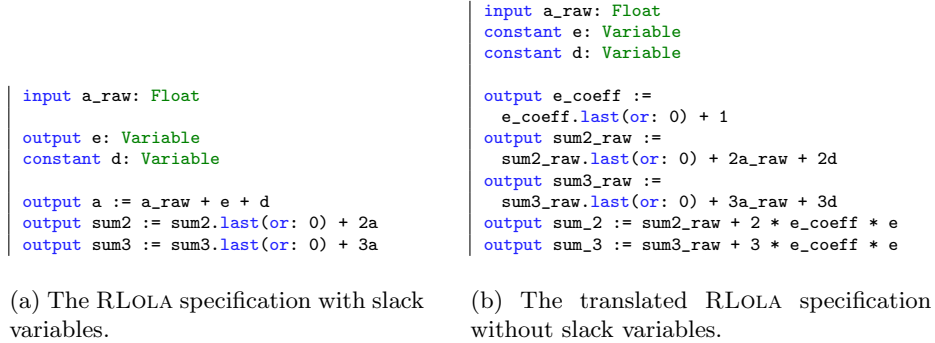 input a_raw: Float
output e: Variable
constant d: Variable
output a := a_raw + e + d
output sum2 := sum2.last(or: 0) + 2a
output sum3 := sum3.last(or: 0) + 3a
(a) The RLOLA specification with slack
variables.
input a_raw: Float
constant e: Variable
constant d: Variable
output e_coeff :=
e_coeff.last(or: 0) + 1
output sum2_raw :=
sum2_raw.last(or: 0) + 2a_raw + 2d
output sum3_raw :=
sum3_raw.last(or: 0) + 3a_raw + 3d
output sum_2 := sum2_raw + 2 * e_coeff * e
output sum_3 := sum3_raw + 3 * e_coeff * e
(b) The translated RLOLA specification
without slack variables.